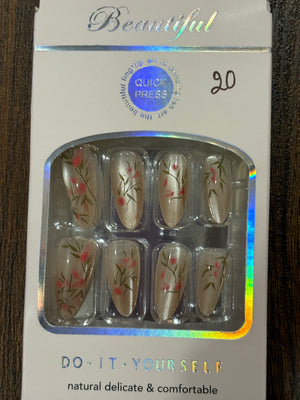 Beautiful
QUICK
PRESS
20
DO·IT·YOURSELF
natural delicate & comfortable